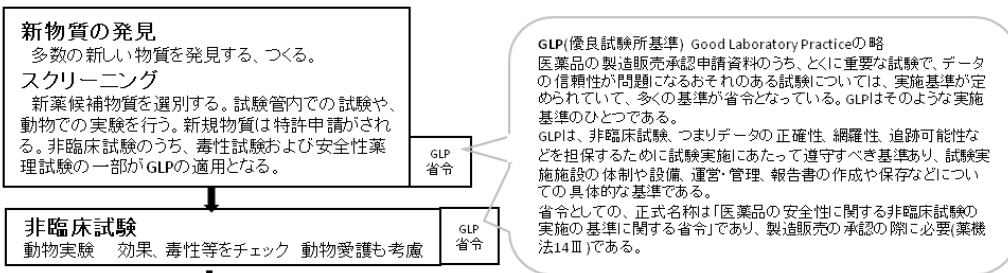 新物質の発見
多数の新しい物質を発見する、つくる。
スクリーニング
新薬候補物質を選別する。試験管内での試験や、
動物での実験を行う。新規物質は特許申請がされ
る。非臨床試験のうち、毒性試験および安全性薬
理試験の一部がGLPの適用となる。
GLP
省令
非臨床試験
動物実験 効果、毒性等をチェック 動物愛護も考慮
GLP
省令
GLP(優良試験所基準) Good Laboratory Practiceの略
医薬品の製造販売承認申請資料のうち、とくに重要な試験で、データ
の信頼性が問題になるおそれのある試験については、実施基準が定
められていて、多くの基準が省令となっている。GLPはそのような実施
基準のひとつである。
GLPは、非臨床試験、つまりデータの正確性、網羅性、追跡可能性な
どを担保するために試験実施にあたって遵守すべき基準あり、試験実
施施設の体制や設備、運営・管理、報告書の作成や保存などについ
ての具体的な基準である。
省令としての、正式名称は「医薬品の安全性に関する非臨床試験の
実施の基準に関する省令」であり、製造販売の承認の際に必要(薬機
法14Ⅲ)である。